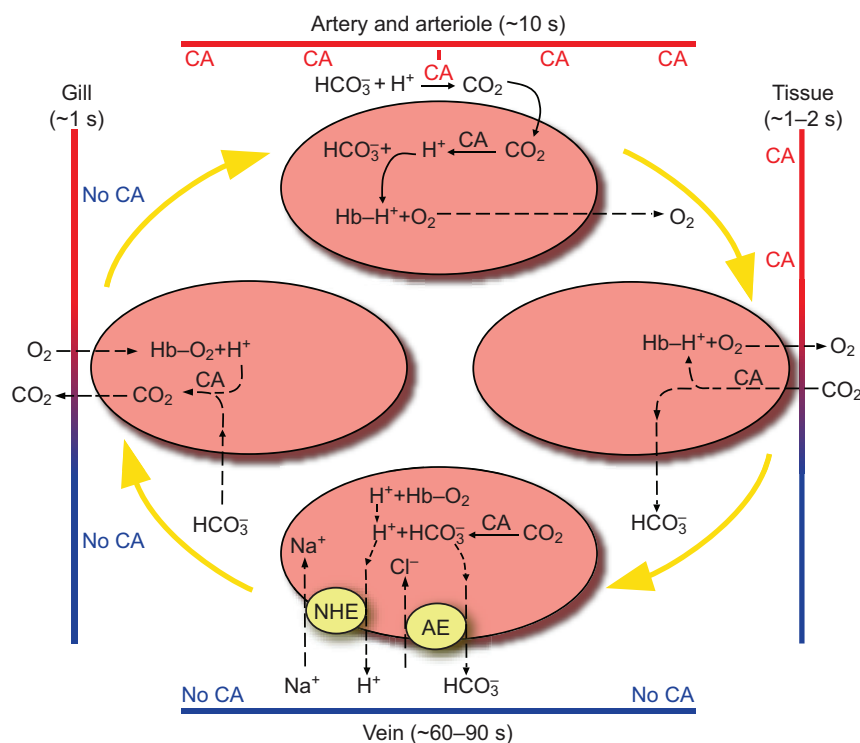 Artery and arteriole (~10 s)
CA CA CA CA CA
HCO₃⁻ + H⁺ CO₂
Gill
(~1 s)
Tissue
(~1–2 s)
HCO₃⁻+ H⁺ CA CO₂
Hb–H⁺+O₂
O₂
No CA
CA
CA
O₂
Hb–O₂+H⁺
CA
CO₂
CO₂
HCO₃⁻
Hb–H⁺+O₂
O₂
CA
CO₂
HCO₃⁻
No CA
H⁺+Hb–O₂
H⁺+HCO₃⁻ CA CO₂
Na⁺
Cl⁻
NHE
AE
Na⁺ H⁺ HCO₃⁻
No CA No CA
Vein (~60–90 s)